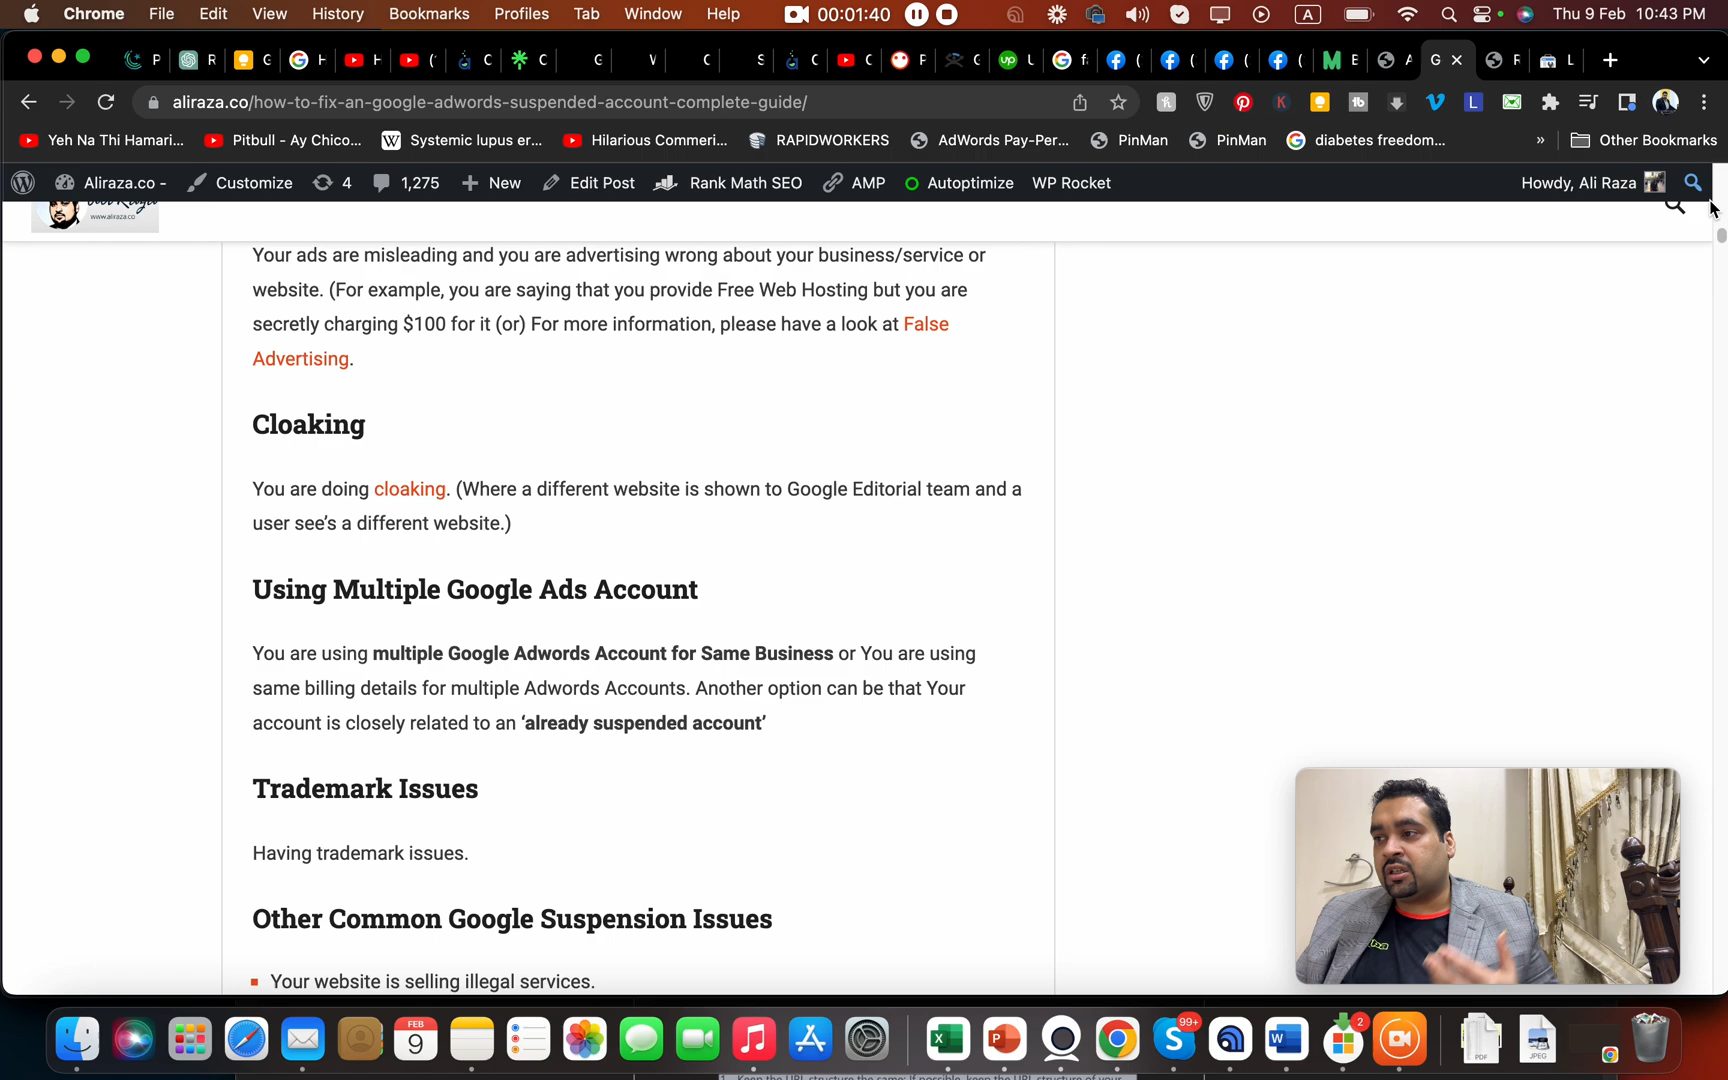 Chrome File Edit View History Bookmarks Profiles Tab Window Help 00:01:40 A Thu 9 Feb 10:43 PM
P R G H H ( C C G V C S C C P C U f ( ( ( ( E A G R L
aliraza.co/how-to-fix-an-google-adwords-suspended-account-complete-guide/
Yeh Na Thi Hamari... Pitbull - Ay Chico... Systemic lupus er... Hilarious Commeri... RAPIDWORKERS AdWords Pay-Per... PinMan PinMan diabetes freedom... » Other Bookmarks
Aliraza.co - Customize 4 1,275 New Edit Post Rank Math SEO AMP Autoptimize WP Rocket Howdy, Ali Raza
www.aliraza.co
Your ads are misleading and you are advertising wrong about your business/service or
website. (For example, you are saying that you provide Free Web Hosting but you are
secretly charging $100 for it (or) For more information, please have a look at False
Advertising.
Cloaking
You are doing cloaking. (Where a different website is shown to Google Editorial team and a
user see's a different website.)
Using Multiple Google Ads Account
You are using multiple Google Adwords Account for Same Business or You are using
same billing details for multiple Adwords Accounts. Another option can be that Your
account is closely related to an ‘already suspended account’
Trademark Issues
Having trademark issues.
Other Common Google Suspension Issues
Your website is selling illegal services.
FEB
9
99+
2
PDF
JPEG